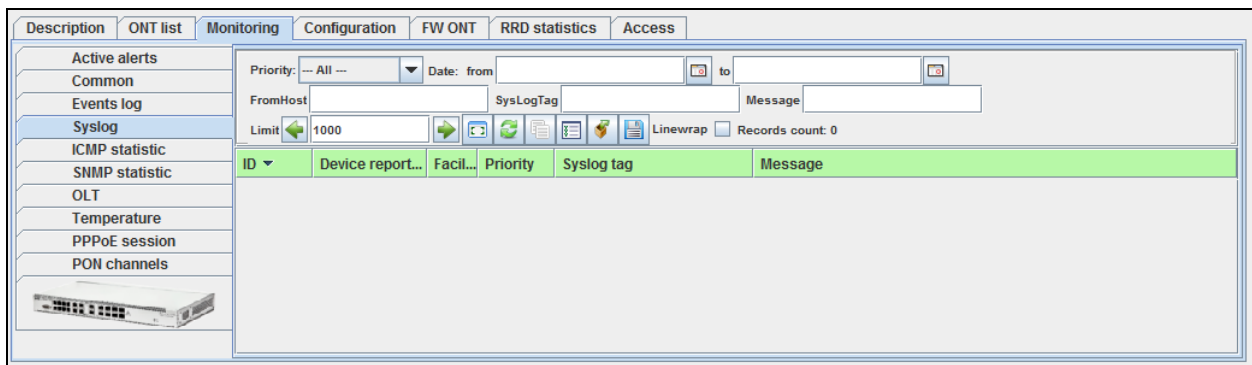 Description ONT list Monitoring Configuration FW ONT RRD statistics Access
Active alerts
Common
Events log
Syslog
ICMP statistic
SNMP statistic
OLT
Temperature
PPPoE session
PON channels
Priority: --- All --- Date: from to
FromHost SysLogTag Message
Limit 1000 Linewrap Records count: 0
ID Device report... Facil... Priority Syslog tag Message